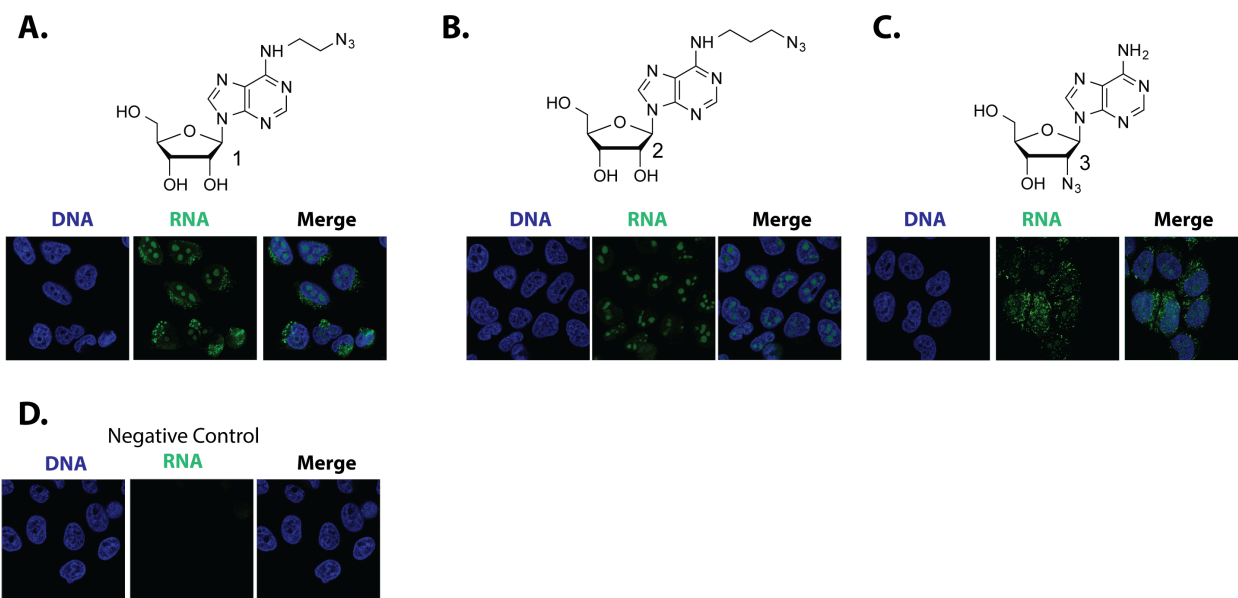 A.
NH
N3
N
N
N
N
HO
O
1
OH OH
DNA RNA Merge
B.
NH
N3
N
N
N
N
HO
O
2
OH OH
DNA RNA Merge
C.
NH2
N
N
N
N
HO
O
3
OH N3
DNA RNA Merge
D.
Negative Control
DNA RNA Merge